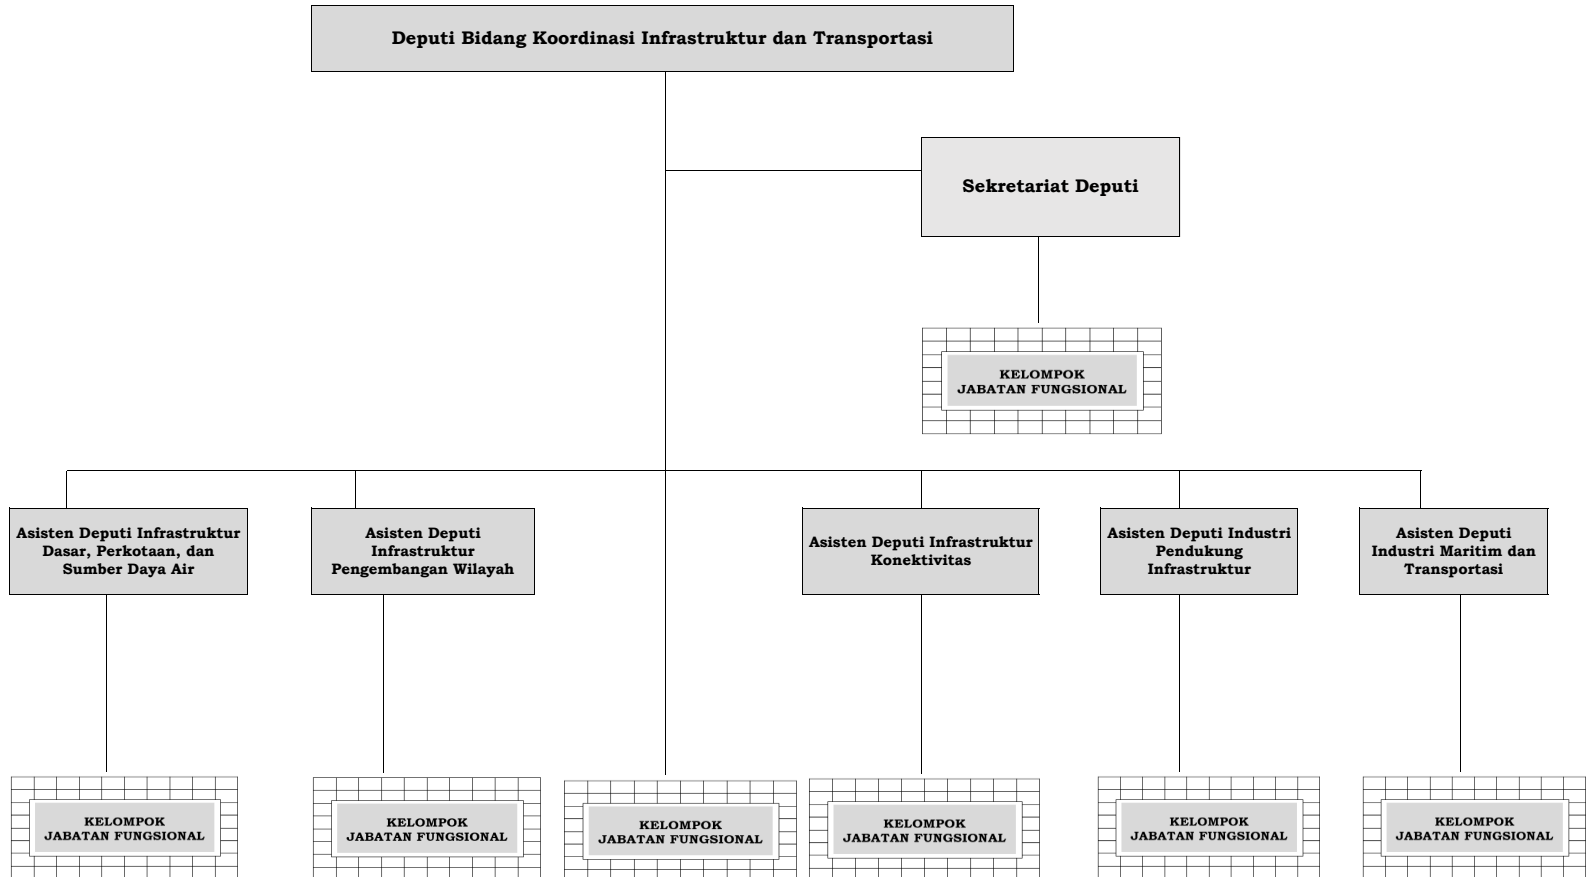 Deputi Bidang Koordinasi Infrastruktur dan Transportasi
Sekretariat Deputi
KELOMPOK
JABATAN FUNGSIONAL
Asisten Deputi Infrastruktur
Dasar, Perkotaan, dan
Sumber Daya Air
Asisten Deputi
Infrastruktur
Pengembangan Wilayah
Asisten Deputi Infrastruktur
Konektivitas
Asisten Deputi Industri
Pendukung
Infrastruktur
Asisten Deputi
Industri Maritim dan
Transportasi
KELOMPOK
JABATAN FUNGSIONAL
KELOMPOK
JABATAN FUNGSIONAL
KELOMPOK
JABATAN FUNGSIONAL
KELOMPOK
JABATAN FUNGSIONAL
KELOMPOK
JABATAN FUNGSIONAL
KELOMPOK
JABATAN FUNGSIONAL